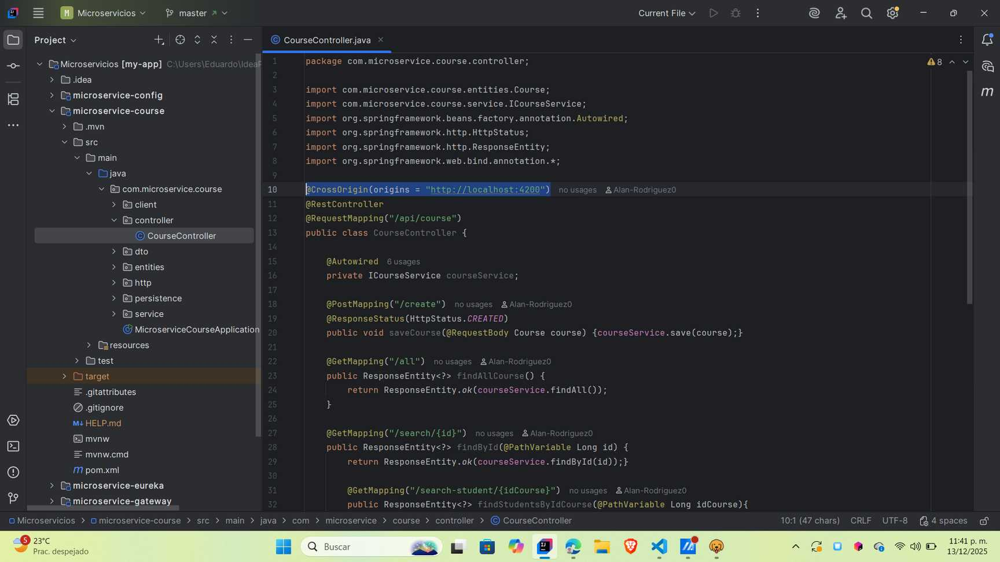 M Microservicios master Current File
Project
CourseController.java
Microservicios [my-app] C:\Users\Eduardo\IdeaP
.idea
microservice-config
microservice-course
.mvn
src
main
java
com.microservice.course
client
controller
CourseController
dto
entities
http
persistence
service
MicroserviceCourseApplication
resources
test
target
.gitattributes
.gitignore
M↓ HELP.md
mvnw
mvnw.cmd
m pom.xml
microservice-eureka
microservice-gateway
8
1 package com.microservice.course.controller;
2
3 import com.microservice.course.entities.Course;
4 import com.microservice.course.service.ICourseService;
5 import org.springframework.beans.factory.annotation.Autowired;
6 import org.springframework.http.HttpStatus;
7 import org.springframework.http.ResponseEntity;
8 import org.springframework.web.bind.annotation.*;
9
10 @CrossOrigin(origins = "http://localhost:4200") no usages Alan-Rodriguez0
11 @RestController
12 @RequestMapping("/api/course")
13 public class CourseController {
14
15 @Autowired 6 usages
16 private ICourseService courseService;
17
18 @PostMapping("/create") no usages Alan-Rodriguez0
19 @ResponseStatus(HttpStatus.CREATED)
20 public void saveCourse(@RequestBody Course course) {courseService.save(course);}
21
22 @GetMapping("/all") no usages Alan-Rodriguez0
23 public ResponseEntity<?> findAllCourse() {
24 return ResponseEntity.ok(courseService.findAll());
25 }
26
27 @GetMapping("/search/{id}") no usages Alan-Rodriguez0
28 public ResponseEntity<?> findById(@PathVariable Long id) {
29 return ResponseEntity.ok(courseService.findById(id));}
30
31 @GetMapping("/search-student/{idCourse}") no usages Alan-Rodriguez0
32 public ResponseEntity<?> findStudentsByIdCourse(@PathVariable Long idCourse){
m
Microservicios > microservice-course > src > main > java > com > microservice > course > controller > CourseController 10:1 (47 chars) CRLF UTF-8 4 spaces
5 23°C
Prac. despejado
Buscar
11:41 p. m.
13/12/2025